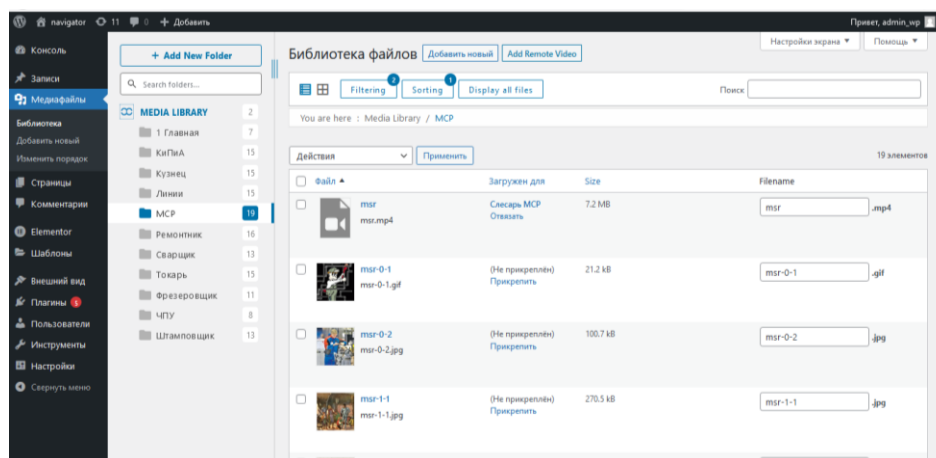 navigator 11 0 + Добавить
Привет, admin_wp
Консоль
Записи
Медиафайлы
Библиотека
Добавить новый
Изменить порядок
Страницы
Комментарии
Elementor
Шаблоны
Внешний вид
Плагины 1
Пользователи
Инструменты
Настройки
Свернуть меню
+ Add New Folder
Search folders...
MEDIA LIBRARY 2
1 Главная 7
КиПиА 15
Кузнец 15
Линии 15
МСР 19
Ремонтник 16
Сварщик 13
Токарь 15
Фрезеровщик 11
ЧПУ 8
Штамповщик 13
Настройки экрана ▼ Помощь ▼
Библиотека файлов Добавить новый Add Remote Video
Filtering 2 Sorting 1 Display all files Поиск
You are here : Media Library / МСР
Действия Применить 19 элементов
Файл ▲ Загружен для Size Filename
msr Слесарь МСР 7.2 MB msr .mp4
msr.mp4 Отвязать
msr-0-1 (Не прикреплён) 21.2 kB msr-0-1 .gif
msr-0-1.gif Прикрепить
msr-0-2 (Не прикреплён) 100.7 kB msr-0-2 .jpg
msr-0-2.jpg Прикрепить
msr-1-1 (Не прикреплён) 270.5 kB msr-1-1 .jpg
msr-1-1.jpg Прикрепить